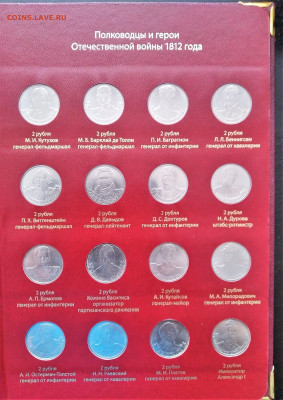 COINS.LAVE.RU
Полководцы и герои
Отечественной войны 1812 года
2 рубля
М.И. Кутузов
генерал-фельдмаршал
2 рубля
М.Б. Барклай де Толли
генерал-фельдмаршал
2 рубля
П.И. Багратион
генерал от инфантерии
2 рубля
Л.Л. Беннигсен
генерал от кавалерии
2 рубля
П.Х. Витгенштейн
генерал-фельдмаршал
2 рубля
Д.В. Давыдов
генерал-лейтенант
2 рубля
Д.С. Дохтуров
генерал от инфантерии
2 рубля
Н.А. Дурова
штабс-ротмистр
2 рубля
А.П. Ермолов
генерал от инфантерии
2 рубля
Кожина Василиса
организатор
партизанского движения
2 рубля
А.И. Кутайсов
генерал-майор
2 рубля
М.А. Милорадович
генерал от инфантерии
2 рубля
А.И. Остерман-Толстой
генерал от инфантерии
2 рубля
Н.Н. Раевский
генерал от кавалерии
2 рубля
М.И. Платов
генерал от кавалерии
2 рубля
Император
Александр I